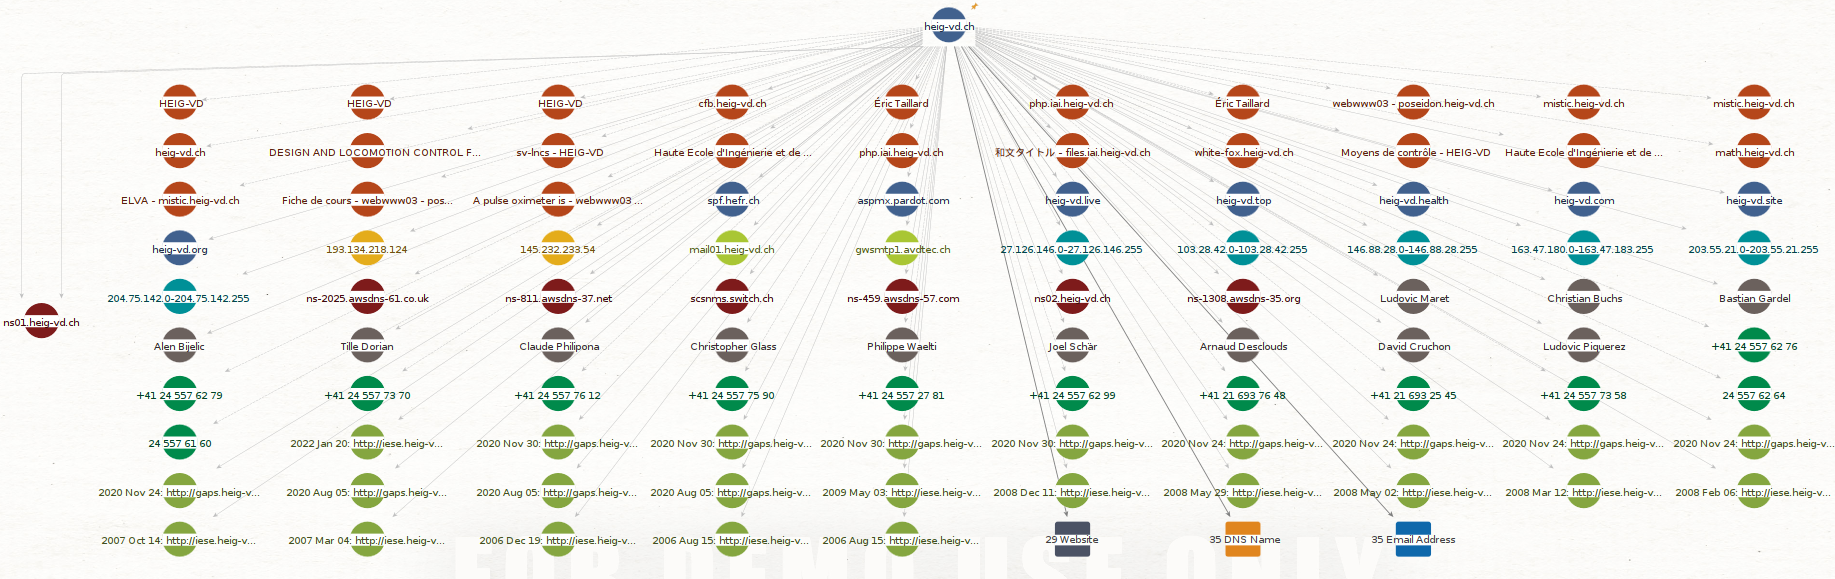 heig-vd.ch
HEIG-VD
HEIG-VD
HEIG-VD
cfb.heig-vd.ch
Éric Taillard
php.iai.heig-vd.ch
Éric Taillard
webwww03 - poseidon.heig-vd.ch
mistic.heig-vd.ch
mistic.heig-vd.ch
heig-vd.ch
DESIGN AND LOCOMOTION CONTROL F...
sv-lncs - HEIG-VD
Haute Ecole d'Ingénierie et de ...
php.iai.heig-vd.ch
和文タイトル - files.iai.heig-vd.ch
white-fox.heig-vd.ch
Moyens de contrôle - HEIG-VD
Haute Ecole d'Ingénierie et de ...
math.heig-vd.ch
ELVA - mistic.heig-vd.ch
Fiche de cours - webwww03 - pos...
A pulse oximeter is - webwww03 ...
spf.hefr.ch
aspmx.pardot.com
heig-vd.live
heig-vd.top
heig-vd.health
heig-vd.com
heig-vd.site
heig-vd.org
193.134.218.124
145.232.233.54
mail01.heig-vd.ch
gwsmtp1.avdtec.ch
27.126.146.0-27.126.146.255
103.28.42.0-103.28.42.255
146.88.28.0-146.88.28.255
163.47.180.0-163.47.183.255
203.55.21.0-203.55.21.255
204.75.142.0-204.75.142.255
ns-2025.awsdns-61.co.uk
ns-811.awsdns-37.net
scsnms.switch.ch
ns-459.awsdns-57.com
ns02.heig-vd.ch
ns-1308.awsdns-35.org
Ludovic Maret
Christian Buchs
Bastian Gardel
ns01.heig-vd.ch
Alen Bijelic
Tille Dorian
Claude Philipona
Christopher Glass
Philippe Waelti
Joel Schär
Arnaud Desclouds
David Cruchon
Ludovic Piquerez
+41 24 557 62 76
+41 24 557 62 79
+41 24 557 73 70
+41 24 557 76 12
+41 24 557 75 90
+41 24 557 27 81
+41 24 557 62 99
+41 21 693 76 48
+41 21 693 25 45
+41 24 557 73 58
24 557 62 64
24 557 61 60
2022 Jan 20: http://iese.heig-v...
2020 Nov 30: http://gaps.heig-v...
2020 Nov 30: http://gaps.heig-v...
2020 Nov 30: http://gaps.heig-v...
2020 Nov 30: http://gaps.heig-v...
2020 Nov 24: http://gaps.heig-v...
2020 Nov 24: http://gaps.heig-v...
2020 Nov 24: http://gaps.heig-v...
2020 Nov 24: http://gaps.heig-v...
2020 Nov 24: http://gaps.heig-v...
2020 Aug 05: http://gaps.heig-v...
2020 Aug 05: http://gaps.heig-v...
2020 Aug 05: http://gaps.heig-v...
2009 May 03: http://iese.heig-v...
2008 Dec 11: http://iese.heig-v...
2008 May 29: http://iese.heig-v...
2008 May 02: http://iese.heig-v...
2008 Mar 12: http://iese.heig-v...
2008 Feb 06: http://iese.heig-v...
2007 Oct 14: http://iese.heig-v...
2007 Mar 04: http://iese.heig-v...
2006 Dec 19: http://iese.heig-v...
2006 Aug 15: http://iese.heig-v...
2006 Aug 15: http://iese.heig-v...
29 Website
35 DNS Name
35 Email Address
FOR DEMO USE ONLY